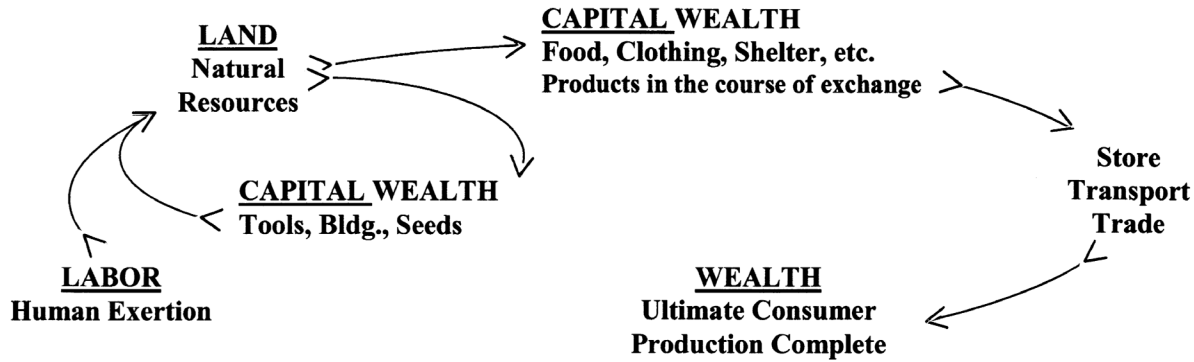 LAND
Natural
Resources
CAPITAL WEALTH
Food, Clothing, Shelter, etc.
Products in the course of exchange
CAPITAL WEALTH
Tools, Bldg., Seeds
LABOR
Human Exertion
Store
Transport
Trade
WEALTH
Ultimate Consumer
Production Complete